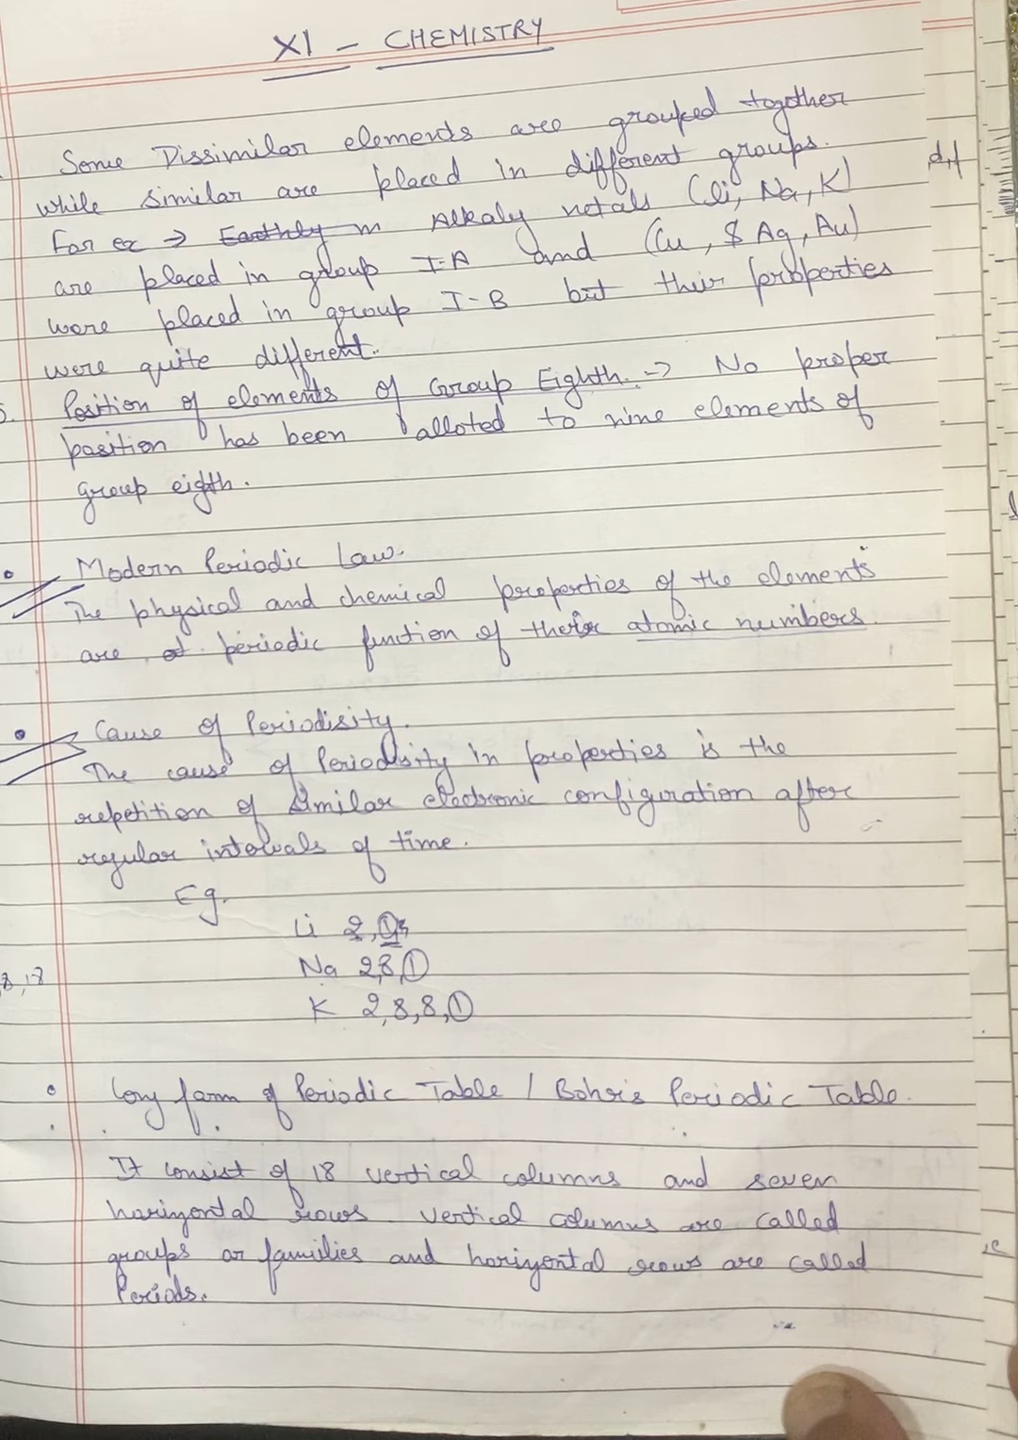 XI - CHEMISTRY
Some Dissimilar elements are grouped together
while similar are placed in different groups.
For ex → Earthly m Alkaly netals (Li, Na, K)
are placed in group I-A and (Cu, $ Ag, Au)
were placed in group I-B but their properties
were quite different.
5. Position of elements of Group Eighth. → No proper
position has been alloted to nine elements of
group eighth.
• Modern Periodic Law.
The physical and chemical properties of the elements
are periodic function of their atomic numbers.
• Cause of Periodisity.
The cause of Periodisity in properties is the
repetition of similar electronic configuration after
regular intervals of time.
Eg.
Li 2,1
Na 2,8,1
K 2,8,8,1
8,18
• Long form of Periodic Table / Bohr's Periodic Table.
It consist of 18 vertical columns and seven
horizontal rows. Vertical columns are called
groups or families and horizontal rows are called
Periods.